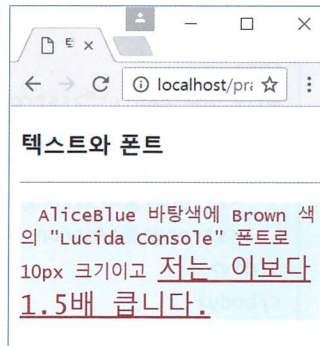 localhost/pra
텍스트와 폰트
AliceBlue 바탕색에 Brown 색
의 "Lucida Console" 폰트로
10px 크기이고 저는 이보다
1.5배 큽니다.